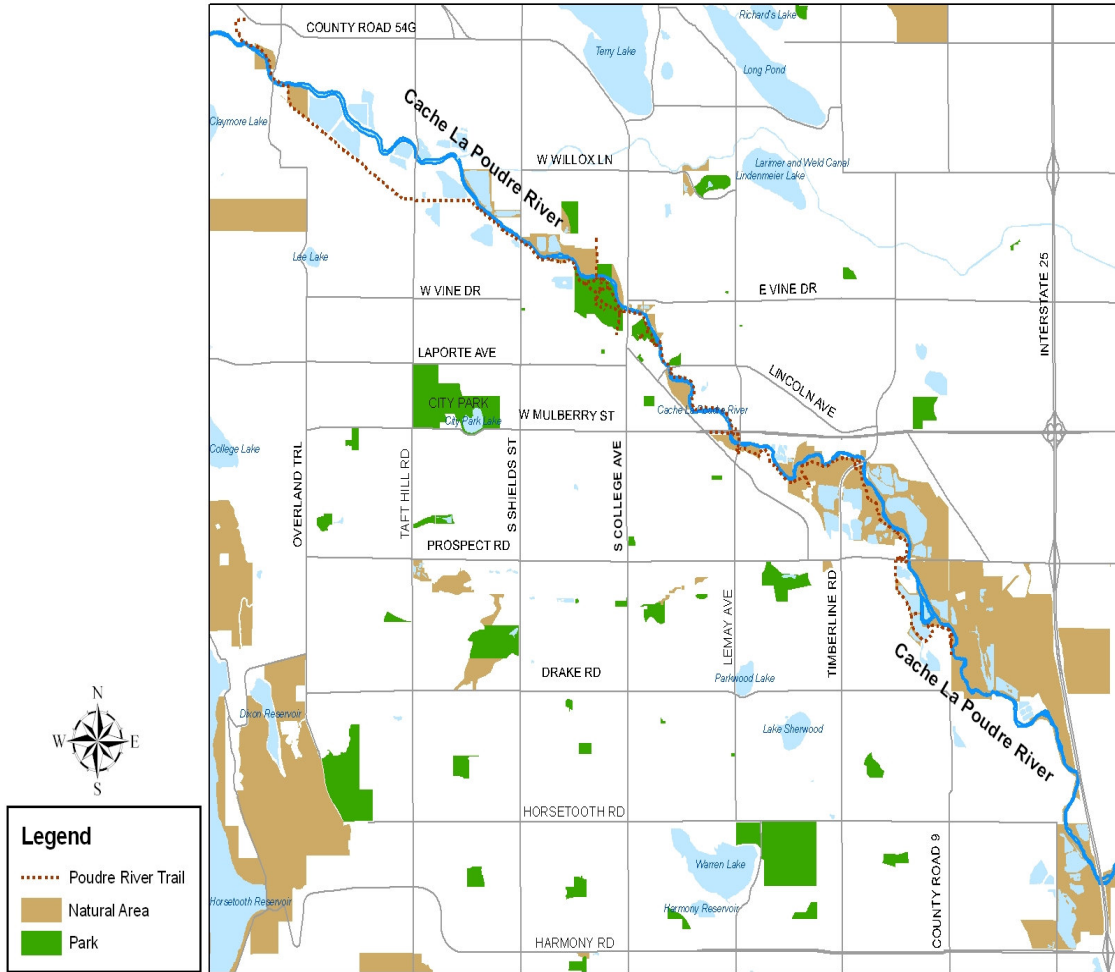 Richard's Lake
COUNTY ROAD 54G
Terry Lake
Long Pond
Cache La Poudre River
Claymore Lake
W WILLOX LN
Larimer and Weld Canal
Lindenmeier Lake
Lee Lake
W VINE DR
E VINE DR
INTERSTATE 25
LAPORTE AVE
LINCOLN AVE
CITY PARK
City Park Lake
W MULBERRY ST
Cache La Poudre River
College Lake
OVERLAND TRL
TAFT HILL RD
S SHIELDS ST
S COLLEGE AVE
PROSPECT RD
LEMAY AVE
TIMBERLINE RD
DRAKE RD
Parkwood Lake
Cache La Poudre River
Dixon Reservoir
Lake Sherwood
N
W
E
S
HORSETOOTH RD
COUNTY ROAD 9
Warren Lake
Horsetooth Reservoir
Harmony Reservoir
HARMONY RD
Legend
Poudre River Trail
Natural Area
Park